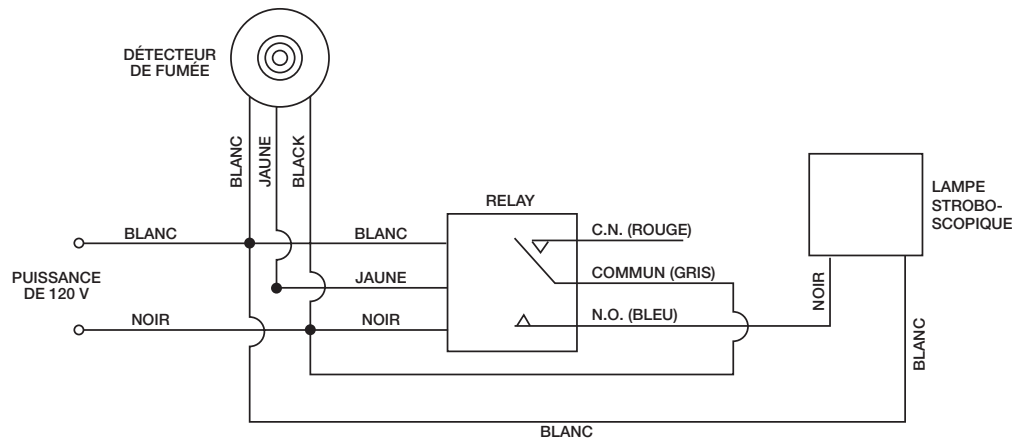 DÉTECTEUR
DE FUMÉE
BLANC
JAUNE
BLACK
RELAY
LAMPE
STROBO-
SCOPIQUE
BLANC
BLANC
C.N. (ROUGE)
PUISSANCE
DE 120 V
JAUNE
COMMUN (GRIS)
NOIR
NOIR
NOIR
N.O. (BLEU)
BLANC
BLANC